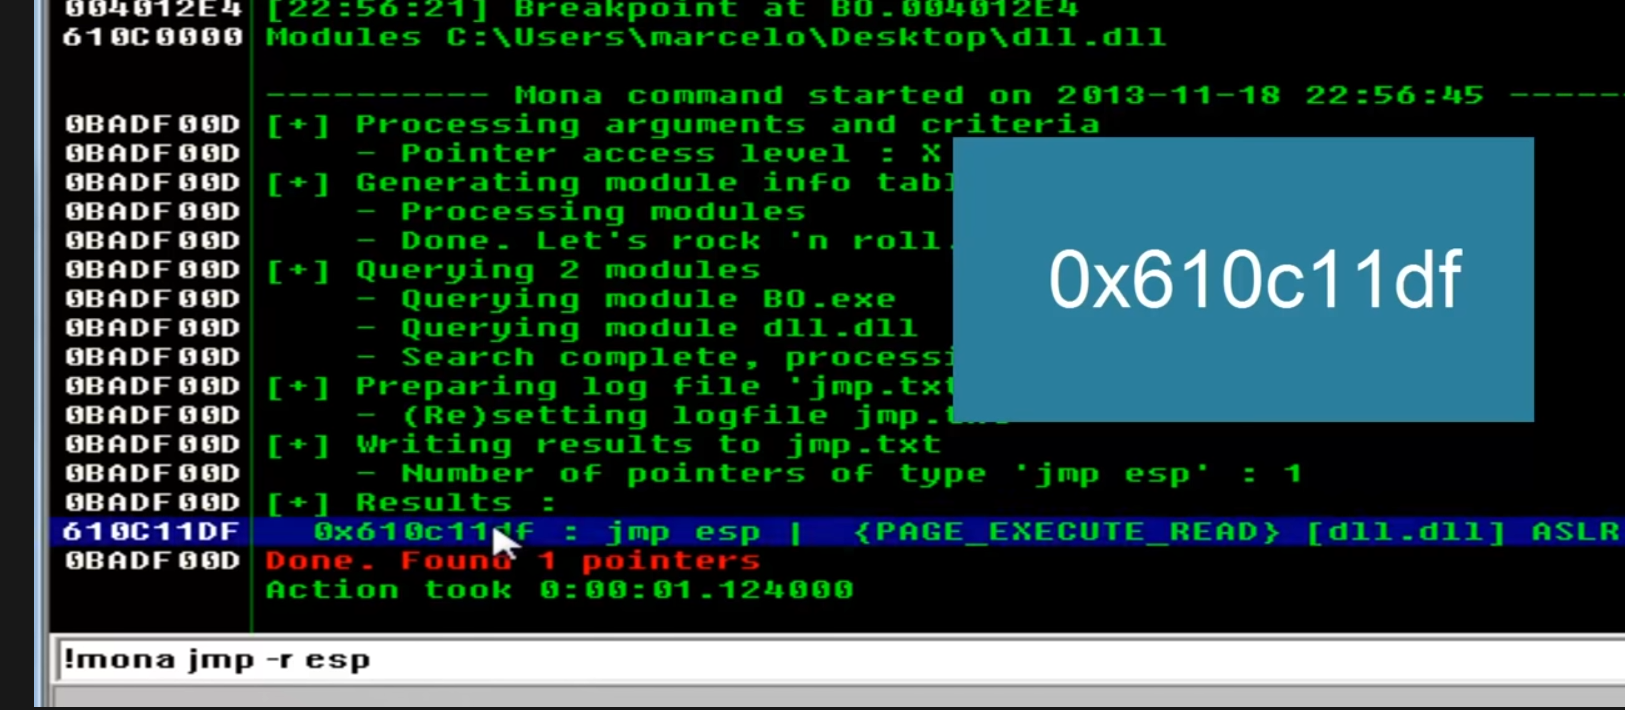 004012E4 [22:56:21] Breakpoint at BO.004012E4
610C0000 Modules C:\Users\marcelo\Desktop\dll.dll
---------- Mona command started on 2013-11-18 22:56:45 -----
0BADF00D [+] Processing arguments and criteria
0BADF00D - Pointer access level : X
0BADF00D [+] Generating module info tabl
0BADF00D - Processing modules
0BADF00D - Done. Let's rock 'n roll.
0BADF00D [+] Querying 2 modules
0BADF00D - Querying module BO.exe
0BADF00D - Querying module dll.dll
0BADF00D - Search complete, processi
0BADF00D [+] Preparing log file 'jmp.txt
0BADF00D - (Re)setting logfile jmp.
0BADF00D [+] Writing results to jmp.txt
0BADF00D - Number of pointers of type 'jmp esp' : 1
0BADF00D [+] Results :
610C11DF 0x610c11df : jmp esp | {PAGE_EXECUTE_READ} [dll.dll] ASLR
0BADF00D Done. Found 1 pointers
Action took 0:00:01.124000
!mona jmp -r esp
0x610c11df